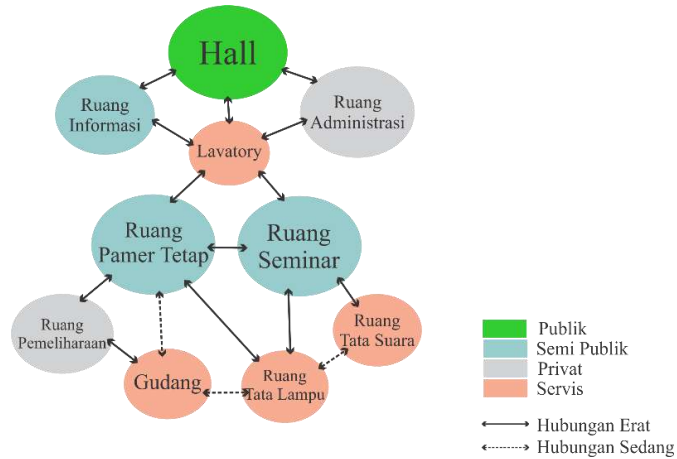 Hall
Ruang
Informasi
Ruang
Administrasi
Lavatory
Ruang
Pamer Tetap
Ruang
Seminar
Ruang
Pemeliharaan
Gudang
Ruang
Tata Lampu
Ruang
Tata Suara
Publik
Semi Publik
Privat
Servis
Hubungan Erat
Hubungan Sedang